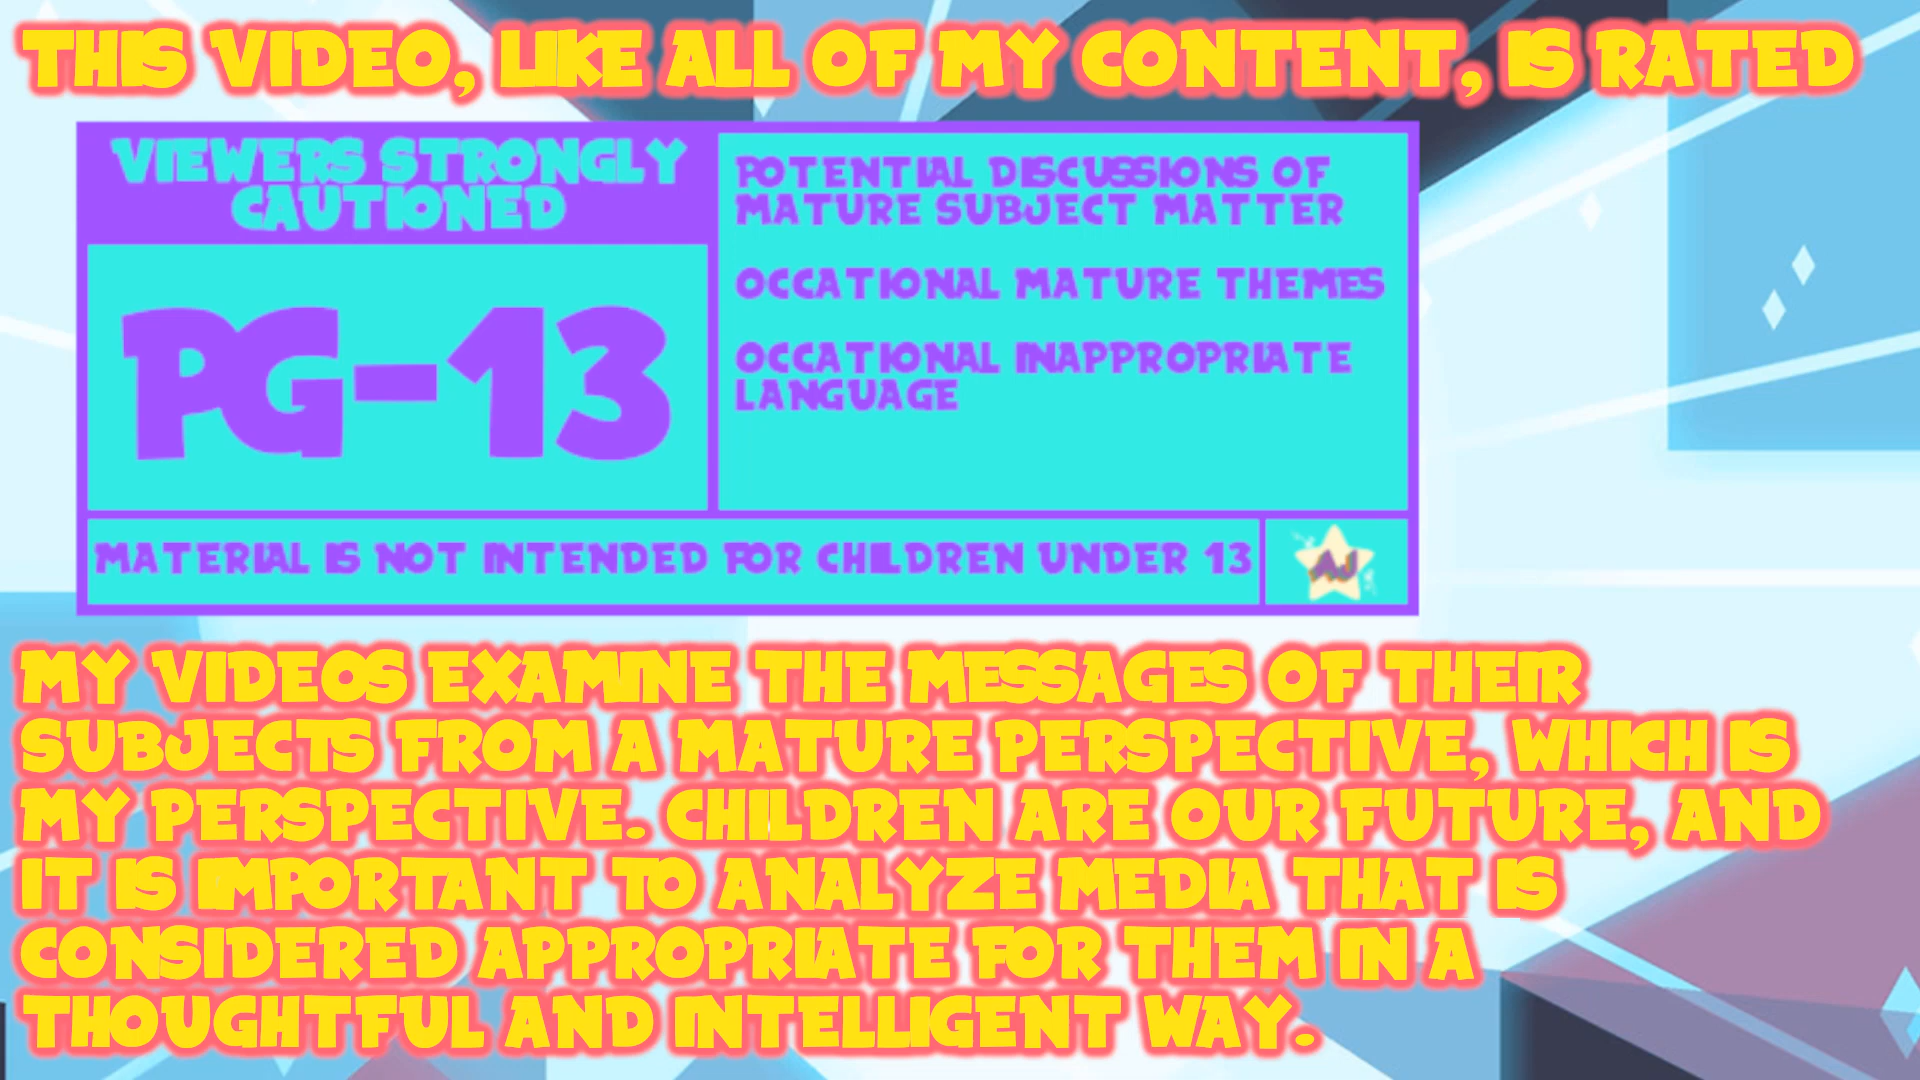 THIS VIDEO, LIKE ALL OF MY CONTENT, IS RATED
VIEWERS STRONGLY
CAUTIONED
PG-13
POTENTIAL DISCUSSIONS OF
MATURE SUBJECT MATTER
OCCATIONAL MATURE THEMES
OCCATIONAL INAPPROPRIATE
LANGUAGE
MATERIAL IS NOT INTENDED FOR CHILDREN UNDER 13
AJ
MY VIDEOS EXAMINE THE MESSAGES OF THEIR
SUBJECTS FROM A MATURE PERSPECTIVE, WHICH IS
MY PERSPECTIVE. CHILDREN ARE OUR FUTURE, AND
IT IS IMPORTANT TO ANALYZE MEDIA THAT IS
CONSIDERED APPROPRIATE FOR THEM IN A
THOUGHTFUL AND INTELLIGENT WAY.